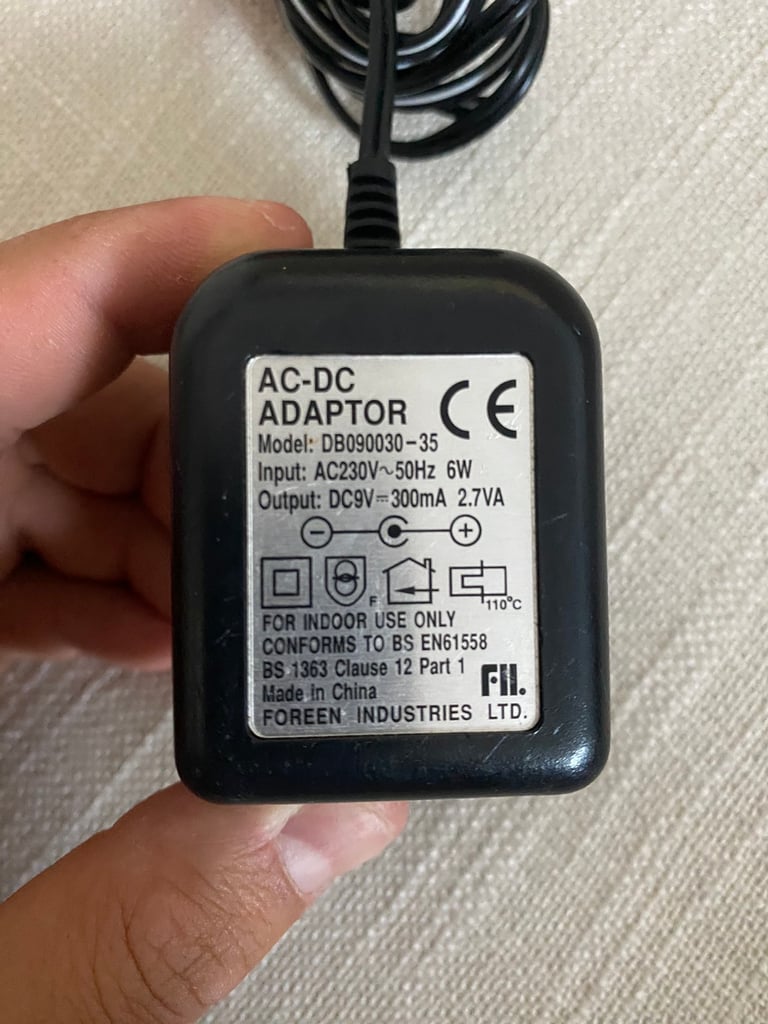 AC-DC
ADAPTOR CE
Model: DB090030-35
Input: AC230V~50Hz 6W
Output: DC9V⎓300mA 2.7VA
− +
F
110°C
FOR INDOOR USE ONLY
CONFORMS TO BS EN61558
BS 1363 Clause 12 Part 1
Made in China
FII.
FOREEN INDUSTRIES LTD.